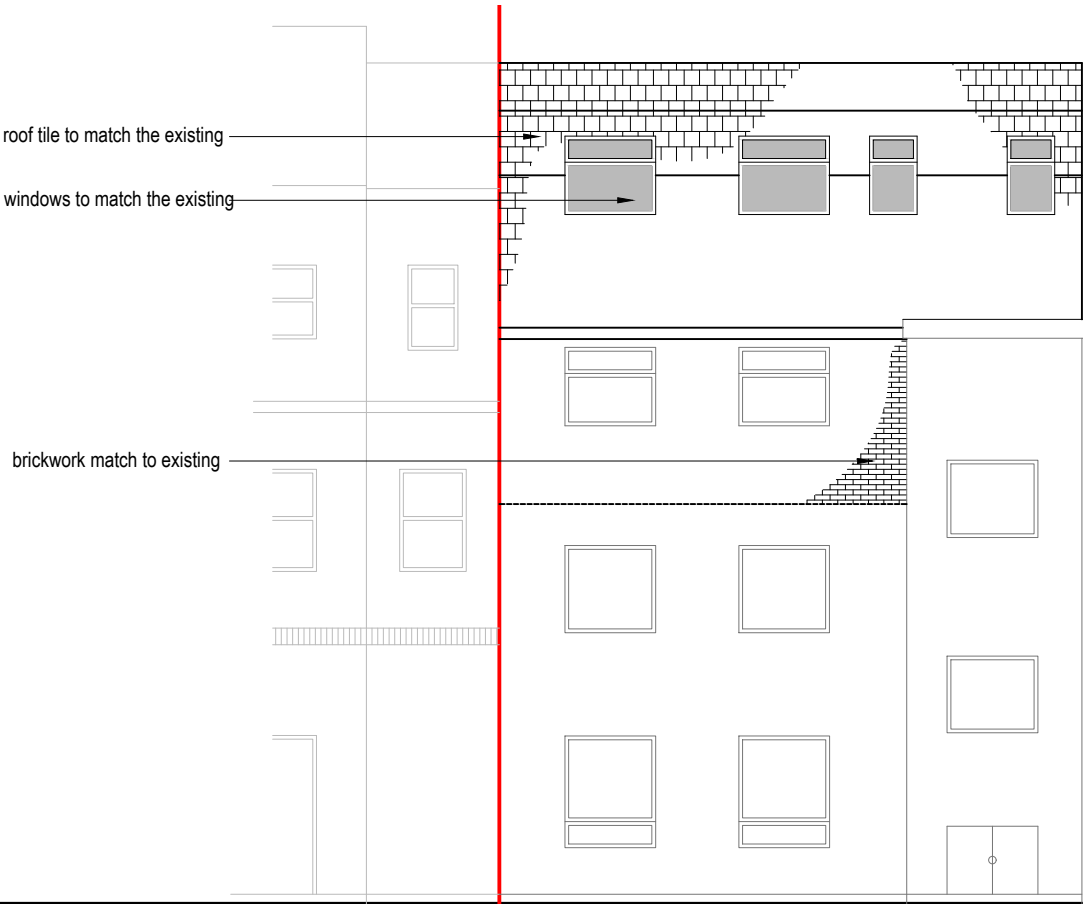 roof tile to match the existing
windows to match the existing
brickwork match to existing